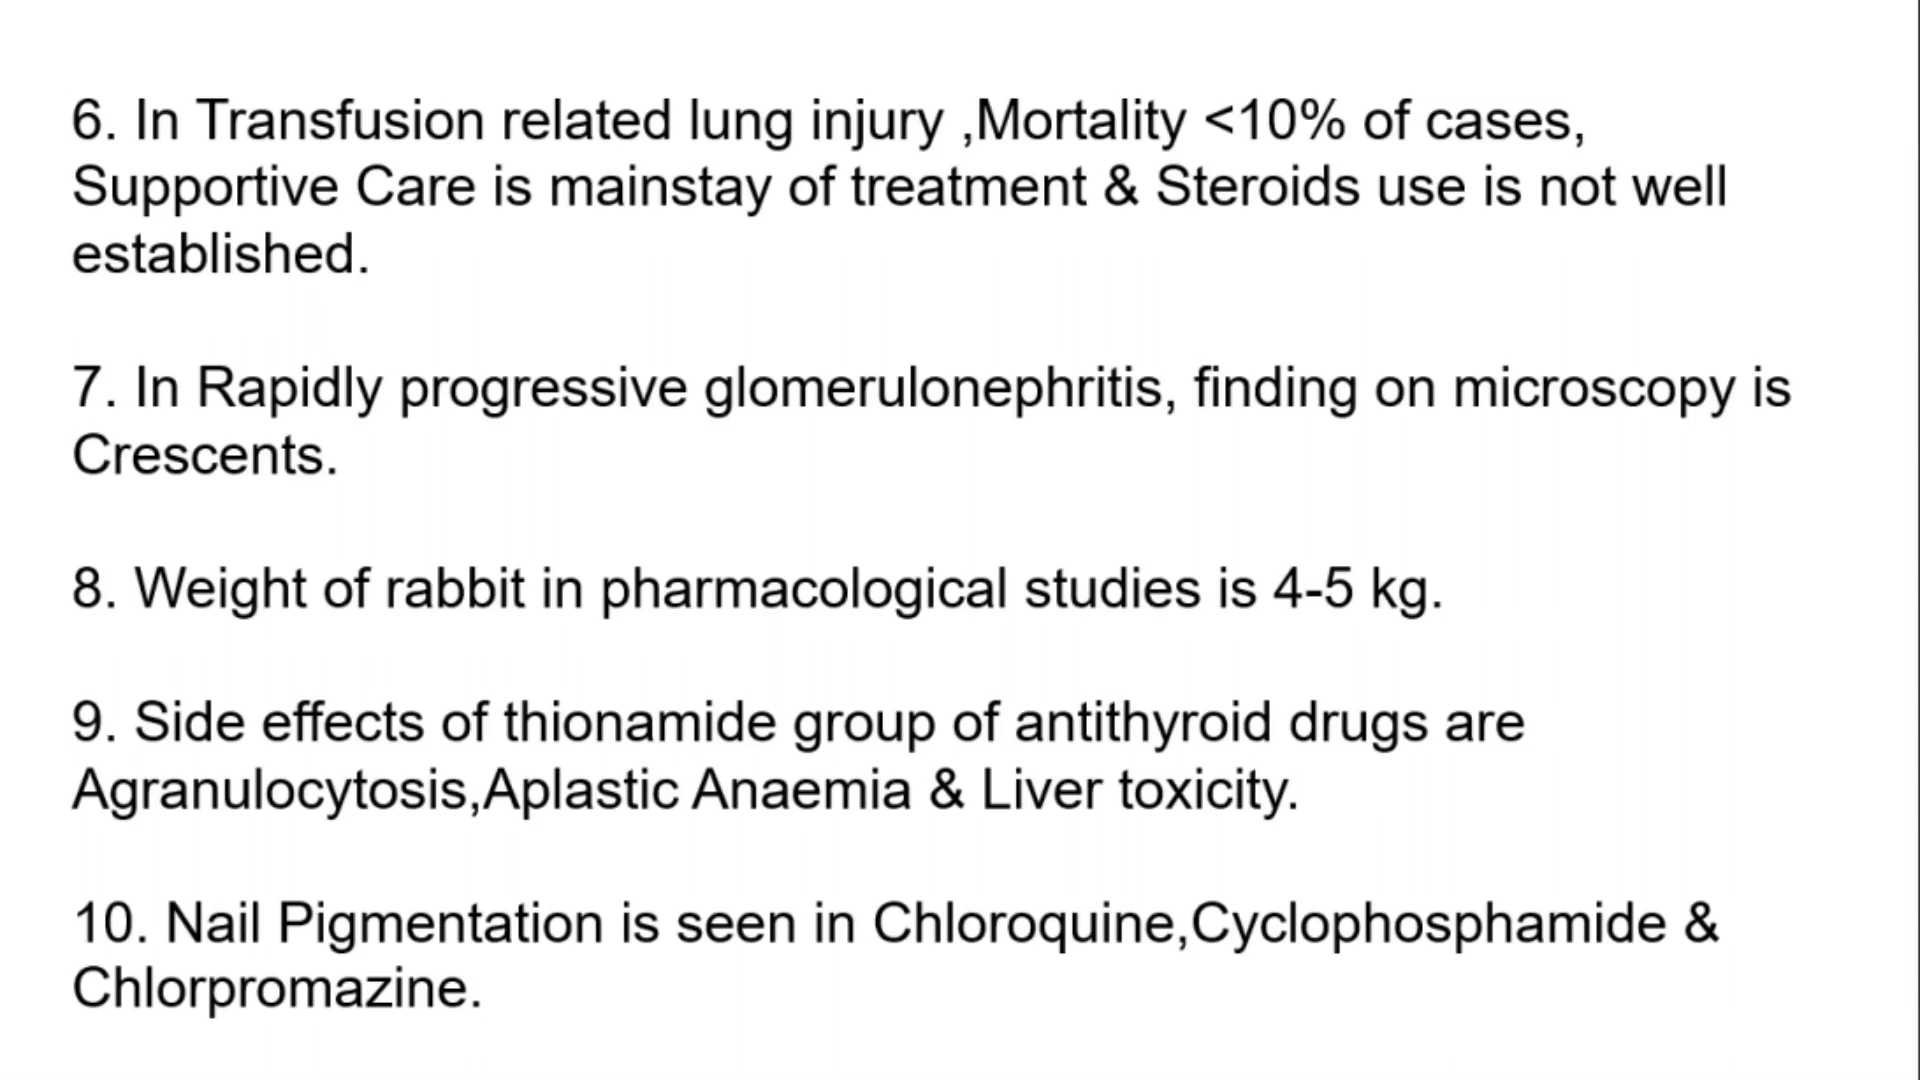 6. In Transfusion related lung injury ,Mortality <10% of cases,
Supportive Care is mainstay of treatment & Steroids use is not well
established.
7. In Rapidly progressive glomerulonephritis, finding on microscopy is
Crescents.
8. Weight of rabbit in pharmacological studies is 4-5 kg.
9. Side effects of thionamide group of antithyroid drugs are
Agranulocytosis,Aplastic Anaemia & Liver toxicity.
10. Nail Pigmentation is seen in Chloroquine,Cyclophosphamide &
Chlorpromazine.